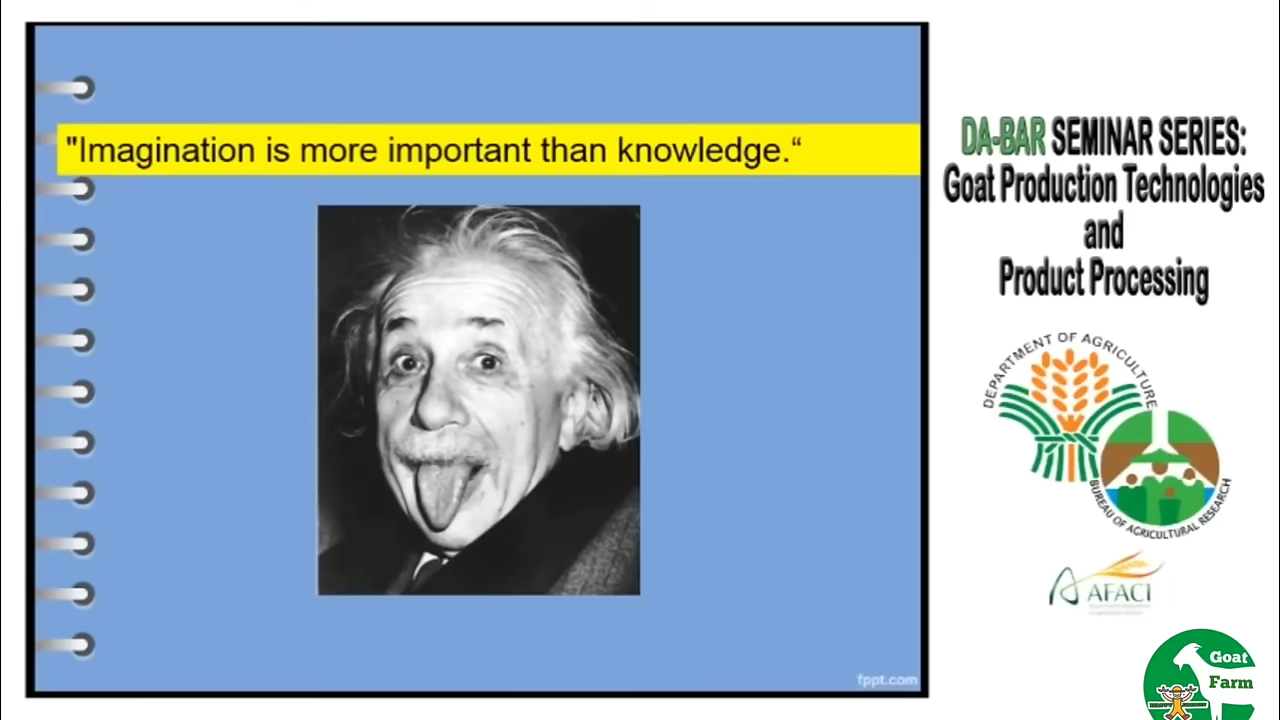 "Imagination is more important than knowledge.“
fppt.com
DA-BAR SEMINAR SERIES:
Goat Production Technologies
and
Product Processing
DEPARTMENT OF AGRICULTURE
BUREAU OF AGRICULTURAL RESEARCH
AFACI
Goat
Farm